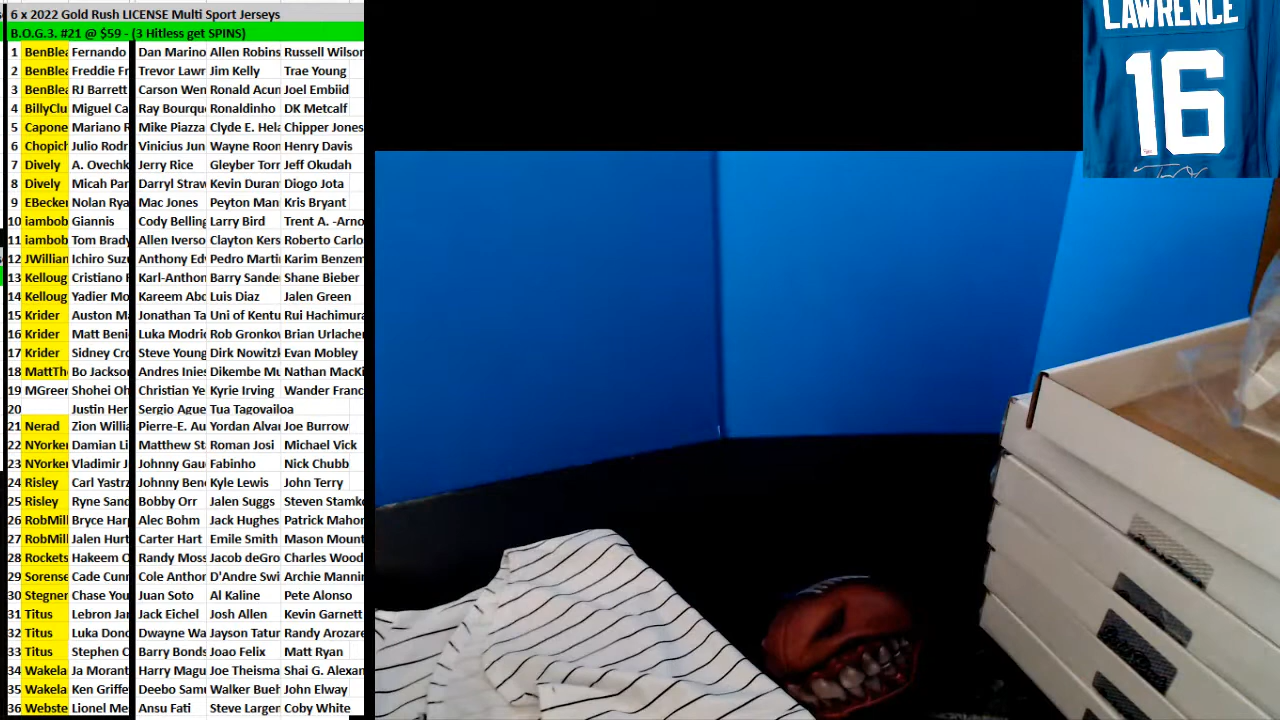 6 x 2022 Gold Rush LICENSE Multi Sport Jerseys
B.O.G.3. #21 @ $59 - (3 Hitless get SPINS)
1 BenBlea Fernando Dan Marino Allen Robins Russell Wilson
2 BenBlea Freddie Fr Trevor Lawr Jim Kelly Trae Young
3 BenBlea RJ Barrett Carson Wen Ronald Acun Joel Embiid
4 BillyClu Miguel Ca Ray Bourque Ronaldinho DK Metcalf
5 Capone Mariano R Mike Piazza Clyde E. Hela Chipper Jones
6 Chopich Julio Rodr Vinicius Jun Wayne Roon Henry Davis
7 Dively A. Ovechk Jerry Rice Gleyber Torr Jeff Okudah
8 Dively Micah Par Darryl Straw Kevin Duran Diogo Jota
9 EBecker Nolan Rya Mac Jones Peyton Man Kris Bryant
10 iambob Giannis Cody Belling Larry Bird Trent A. -Arno
11 iambob Tom Brady Allen Iverso Clayton Kers Roberto Carlo
12 JWillian Ichiro Suzu Anthony Edv Pedro Martin Karim Benzem
13 Kelloug Cristiano R Karl-Anthon Barry Sande Shane Bieber
14 Kelloug Yadier Mo Kareem Abo Luis Diaz Jalen Green
15 Krider Auston Ma Jonathan Ta Uni of Kentu Rui Hachimura
16 Krider Matt Beni Luka Modric Rob Gronkov Brian Urlacher
17 Krider Sidney Cro Steve Young Dirk Nowitzk Evan Mobley
18 MattTh Bo Jackson Andres Inies Dikembe Mu Nathan MacKi
19 MGreer Shohei Oh Christian Ye Kyrie Irving Wander Franc
20 Justin Her Sergio Ague Tua Tagovailoa
21 Nerad Zion Willia Pierre-E. Au Yordan Alvar Joe Burrow
22 NYorker Damian Li Matthew St Roman Josi Michael Vick
23 NYorker Vladimir J Johnny Gau Fabinho Nick Chubb
24 Risley Carl Yastrz Johnny Ben Kyle Lewis John Terry
25 Risley Ryne Sand Bobby Orr Jalen Suggs Steven Stamk
26 RobMill Bryce Har Alec Bohm Jack Hughes Patrick Mahor
27 RobMill Jalen Hurt Carter Hart Emile Smith Mason Mount
28 Rockets Hakeem O Randy Moss Jacob deGro Charles Wood
29 Sorense Cade Cunn Cole Anthor D'Andre Swi Archie Mannin
30 Stegner Chase You Juan Soto Al Kaline Pete Alonso
31 Titus Lebron Jar Jack Eichel Josh Allen Kevin Garnett
32 Titus Luka Donc Dwayne Wa Jayson Tatur Randy Arozare
33 Titus Stephen C Barry Bonds Joao Felix Matt Ryan
34 Wakela Ja Morant Harry Magu Joe Theisma Shai G. Alexan
35 Wakela Ken Griffe Deebo Samu Walker Bueh John Elway
36 Webste Lionel Me Ansu Fati Steve Larger Coby White
LAWRENCE
16